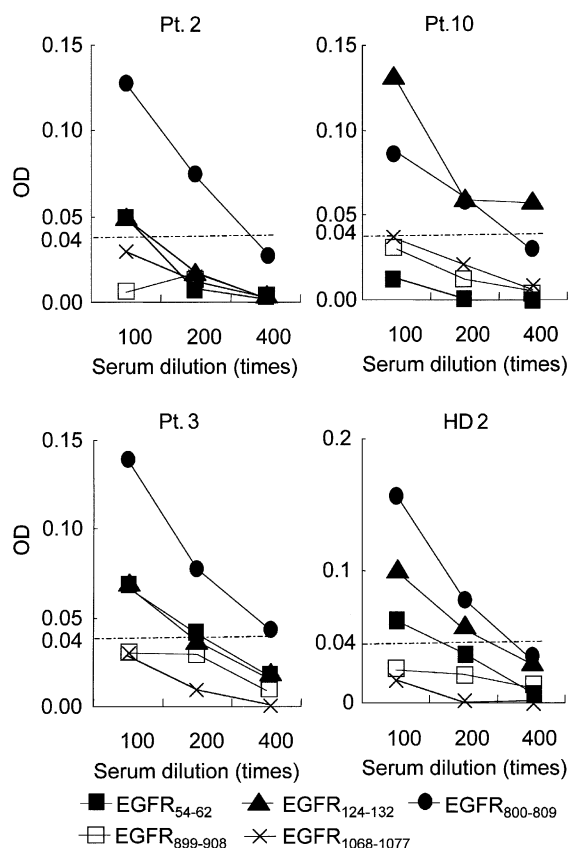 Pt. 2
0.15
0.10
OD
0.05
0.04
0.00
100 200 400
Serum dilution (times)
Pt.10
0.15
0.10
0.05
0.04
0.00
100 200 400
Serum dilution (times)
Pt. 3
0.15
0.10
OD
0.05
0.04
0.00
100 200 400
Serum dilution (times)
HD 2
0.2
0.1
0.04
0
100 200 400
Serum dilution (times)
EGFR54-62 EGFR124-132 EGFR800-809
EGFR899-908 EGFR1068-1077